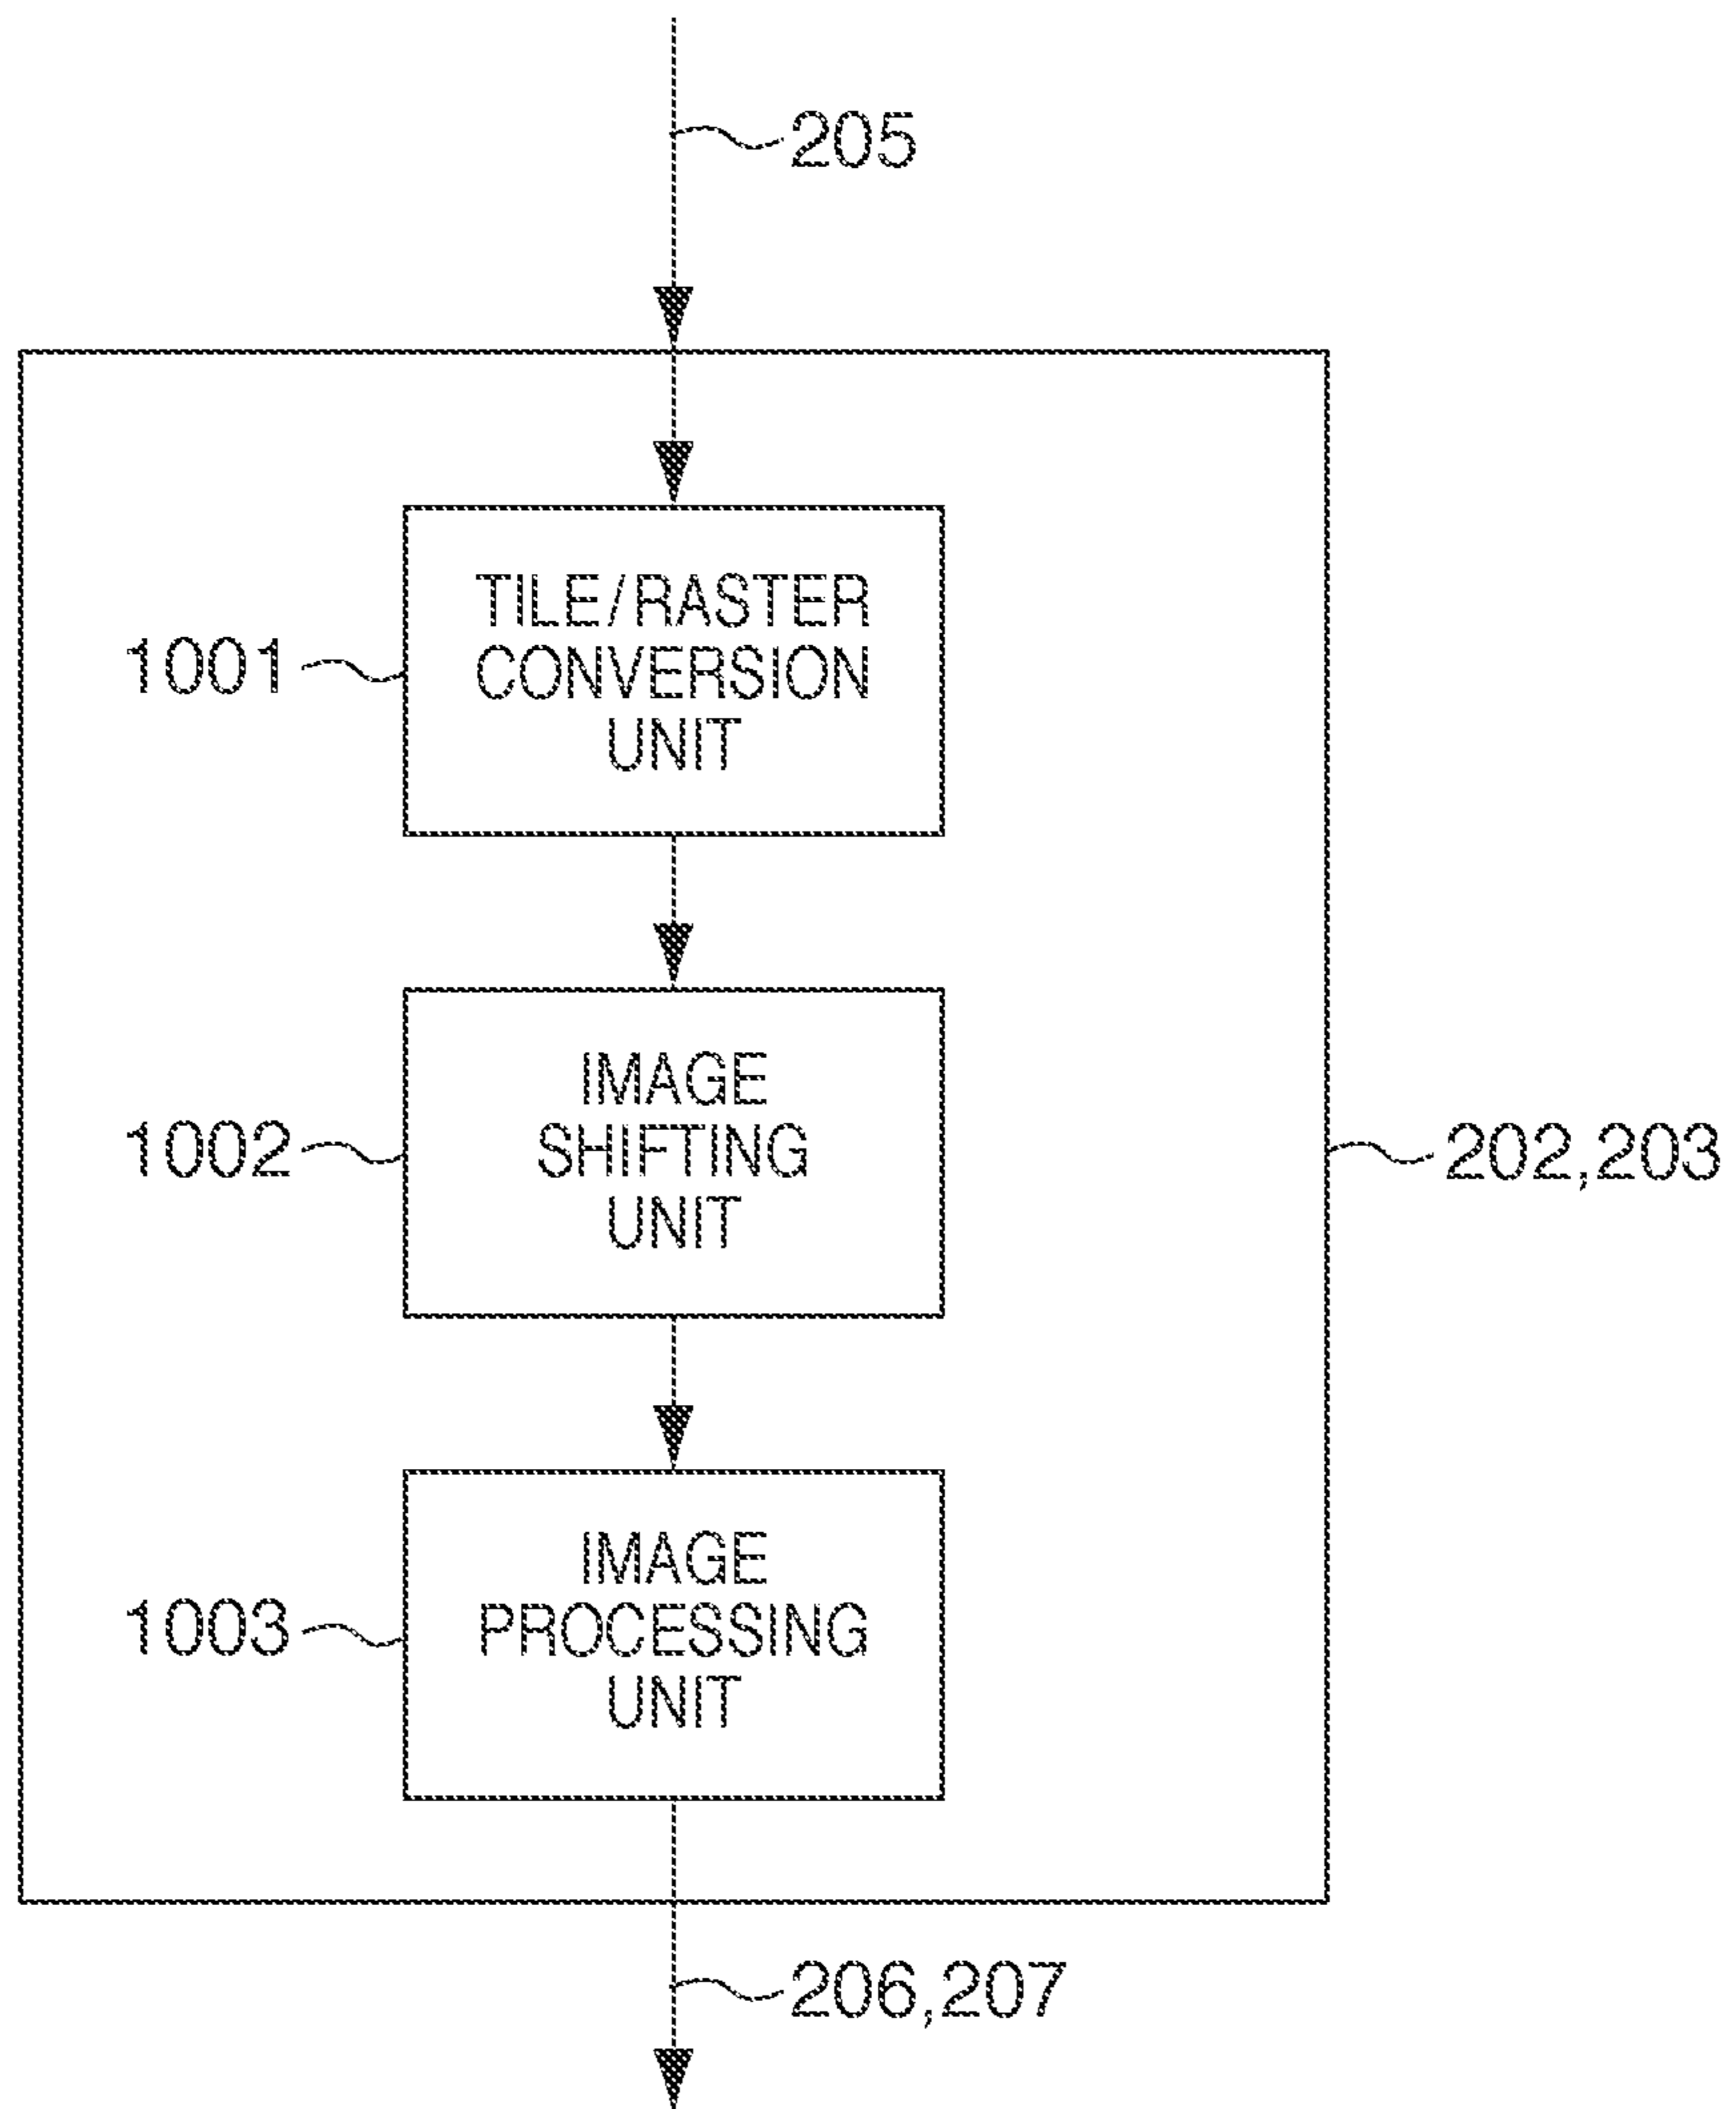 205
TILE/RASTER
CONVERSION
UNIT
1001
IMAGE
SHIFTING
UNIT
1002
202,203
IMAGE
PROCESSING
UNIT
1003
206,207